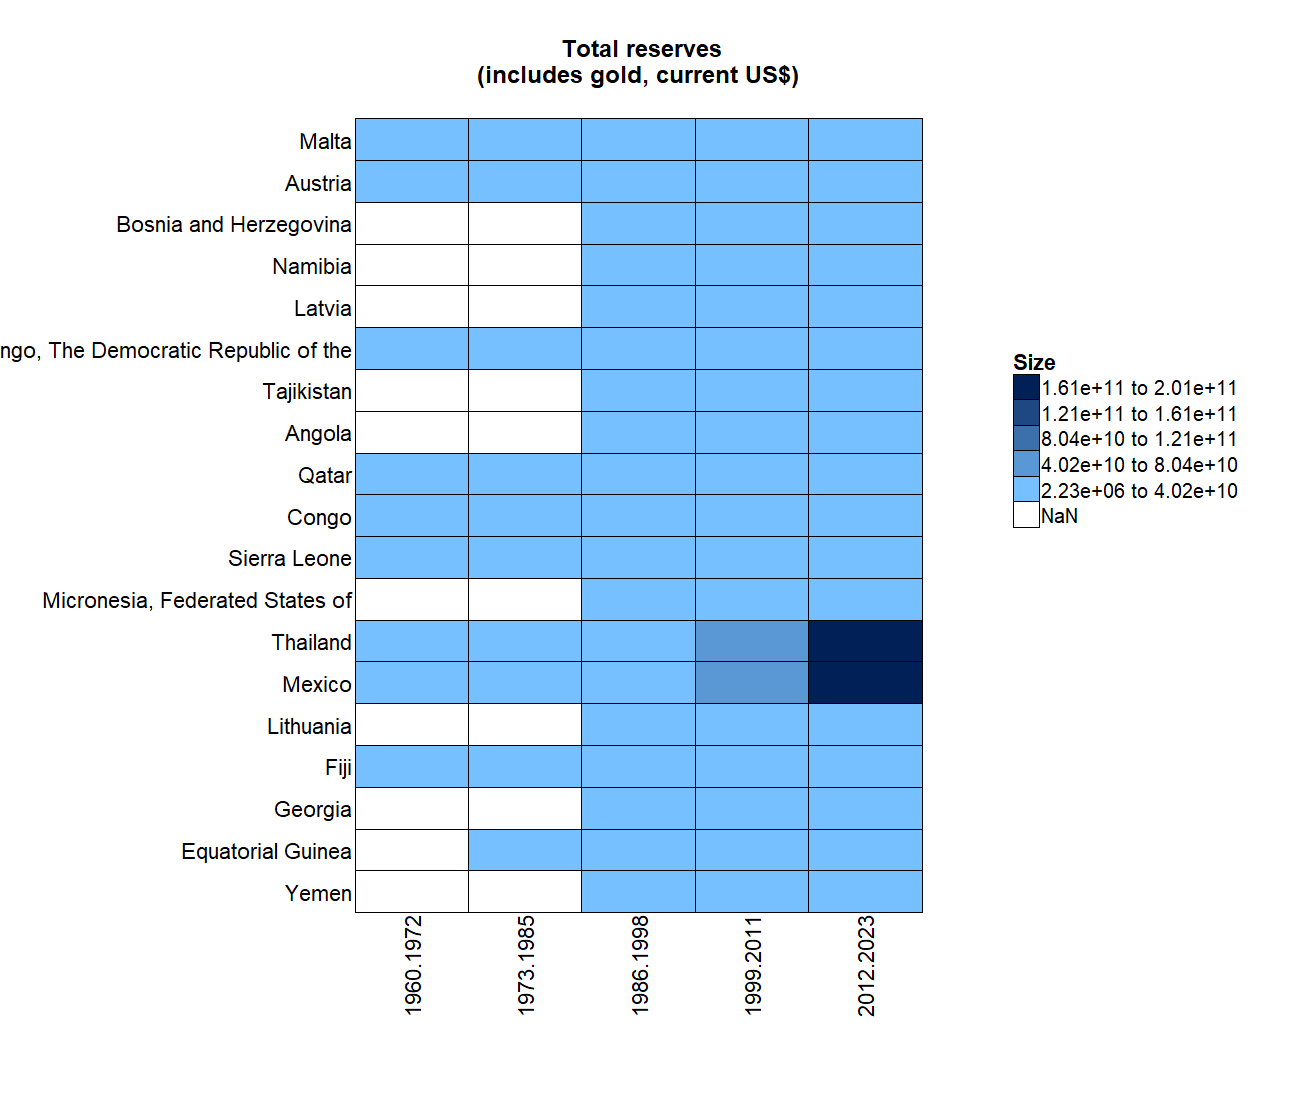 Total reserves
(includes gold, current US$)
Malta
Austria
Bosnia and Herzegovina
Namibia
Latvia
ngo, The Democratic Republic of the
Tajikistan
Angola
Qatar
Congo
Sierra Leone
Micronesia, Federated States of
Thailand
Mexico
Lithuania
Fiji
Georgia
Equatorial Guinea
Yemen
1960.1972
1973.1985
1986.1998
1999.2011
2012.2023
Size
1.61e+11 to 2.01e+11
1.21e+11 to 1.61e+11
8.04e+10 to 1.21e+11
4.02e+10 to 8.04e+10
2.23e+06 to 4.02e+10
NaN